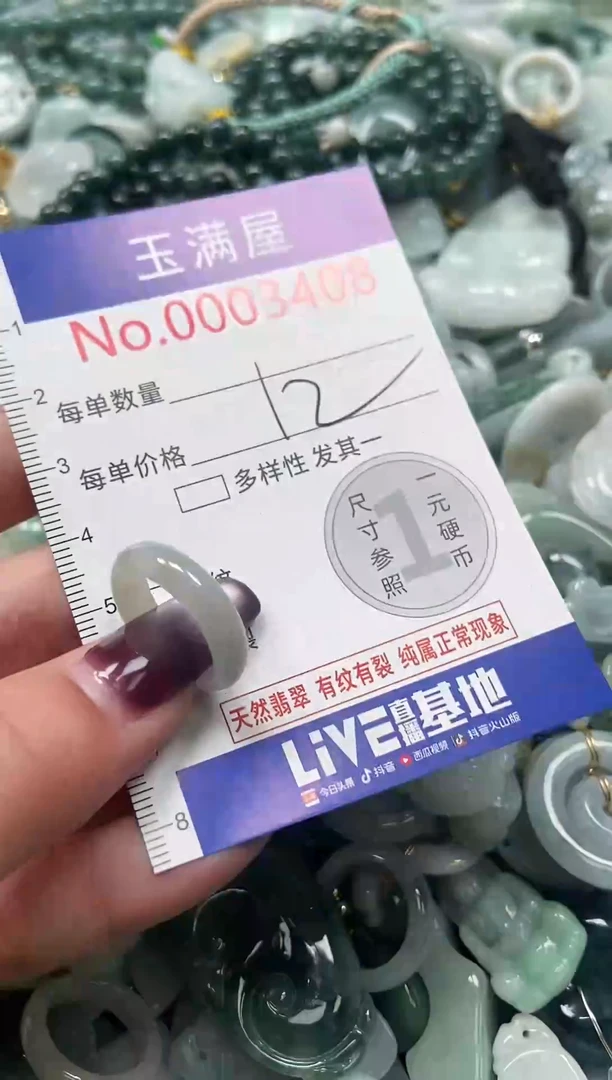 玉满屋
No.0003408
1
2
每单数量
12
3
每单价格
多样性 发其一
4
尺寸参照
1
一元硬币
5
天然翡翠 有纹有裂 纯属正常现象
LiVE直播基地
今日头条 抖音 西瓜视频 抖音火山版
8